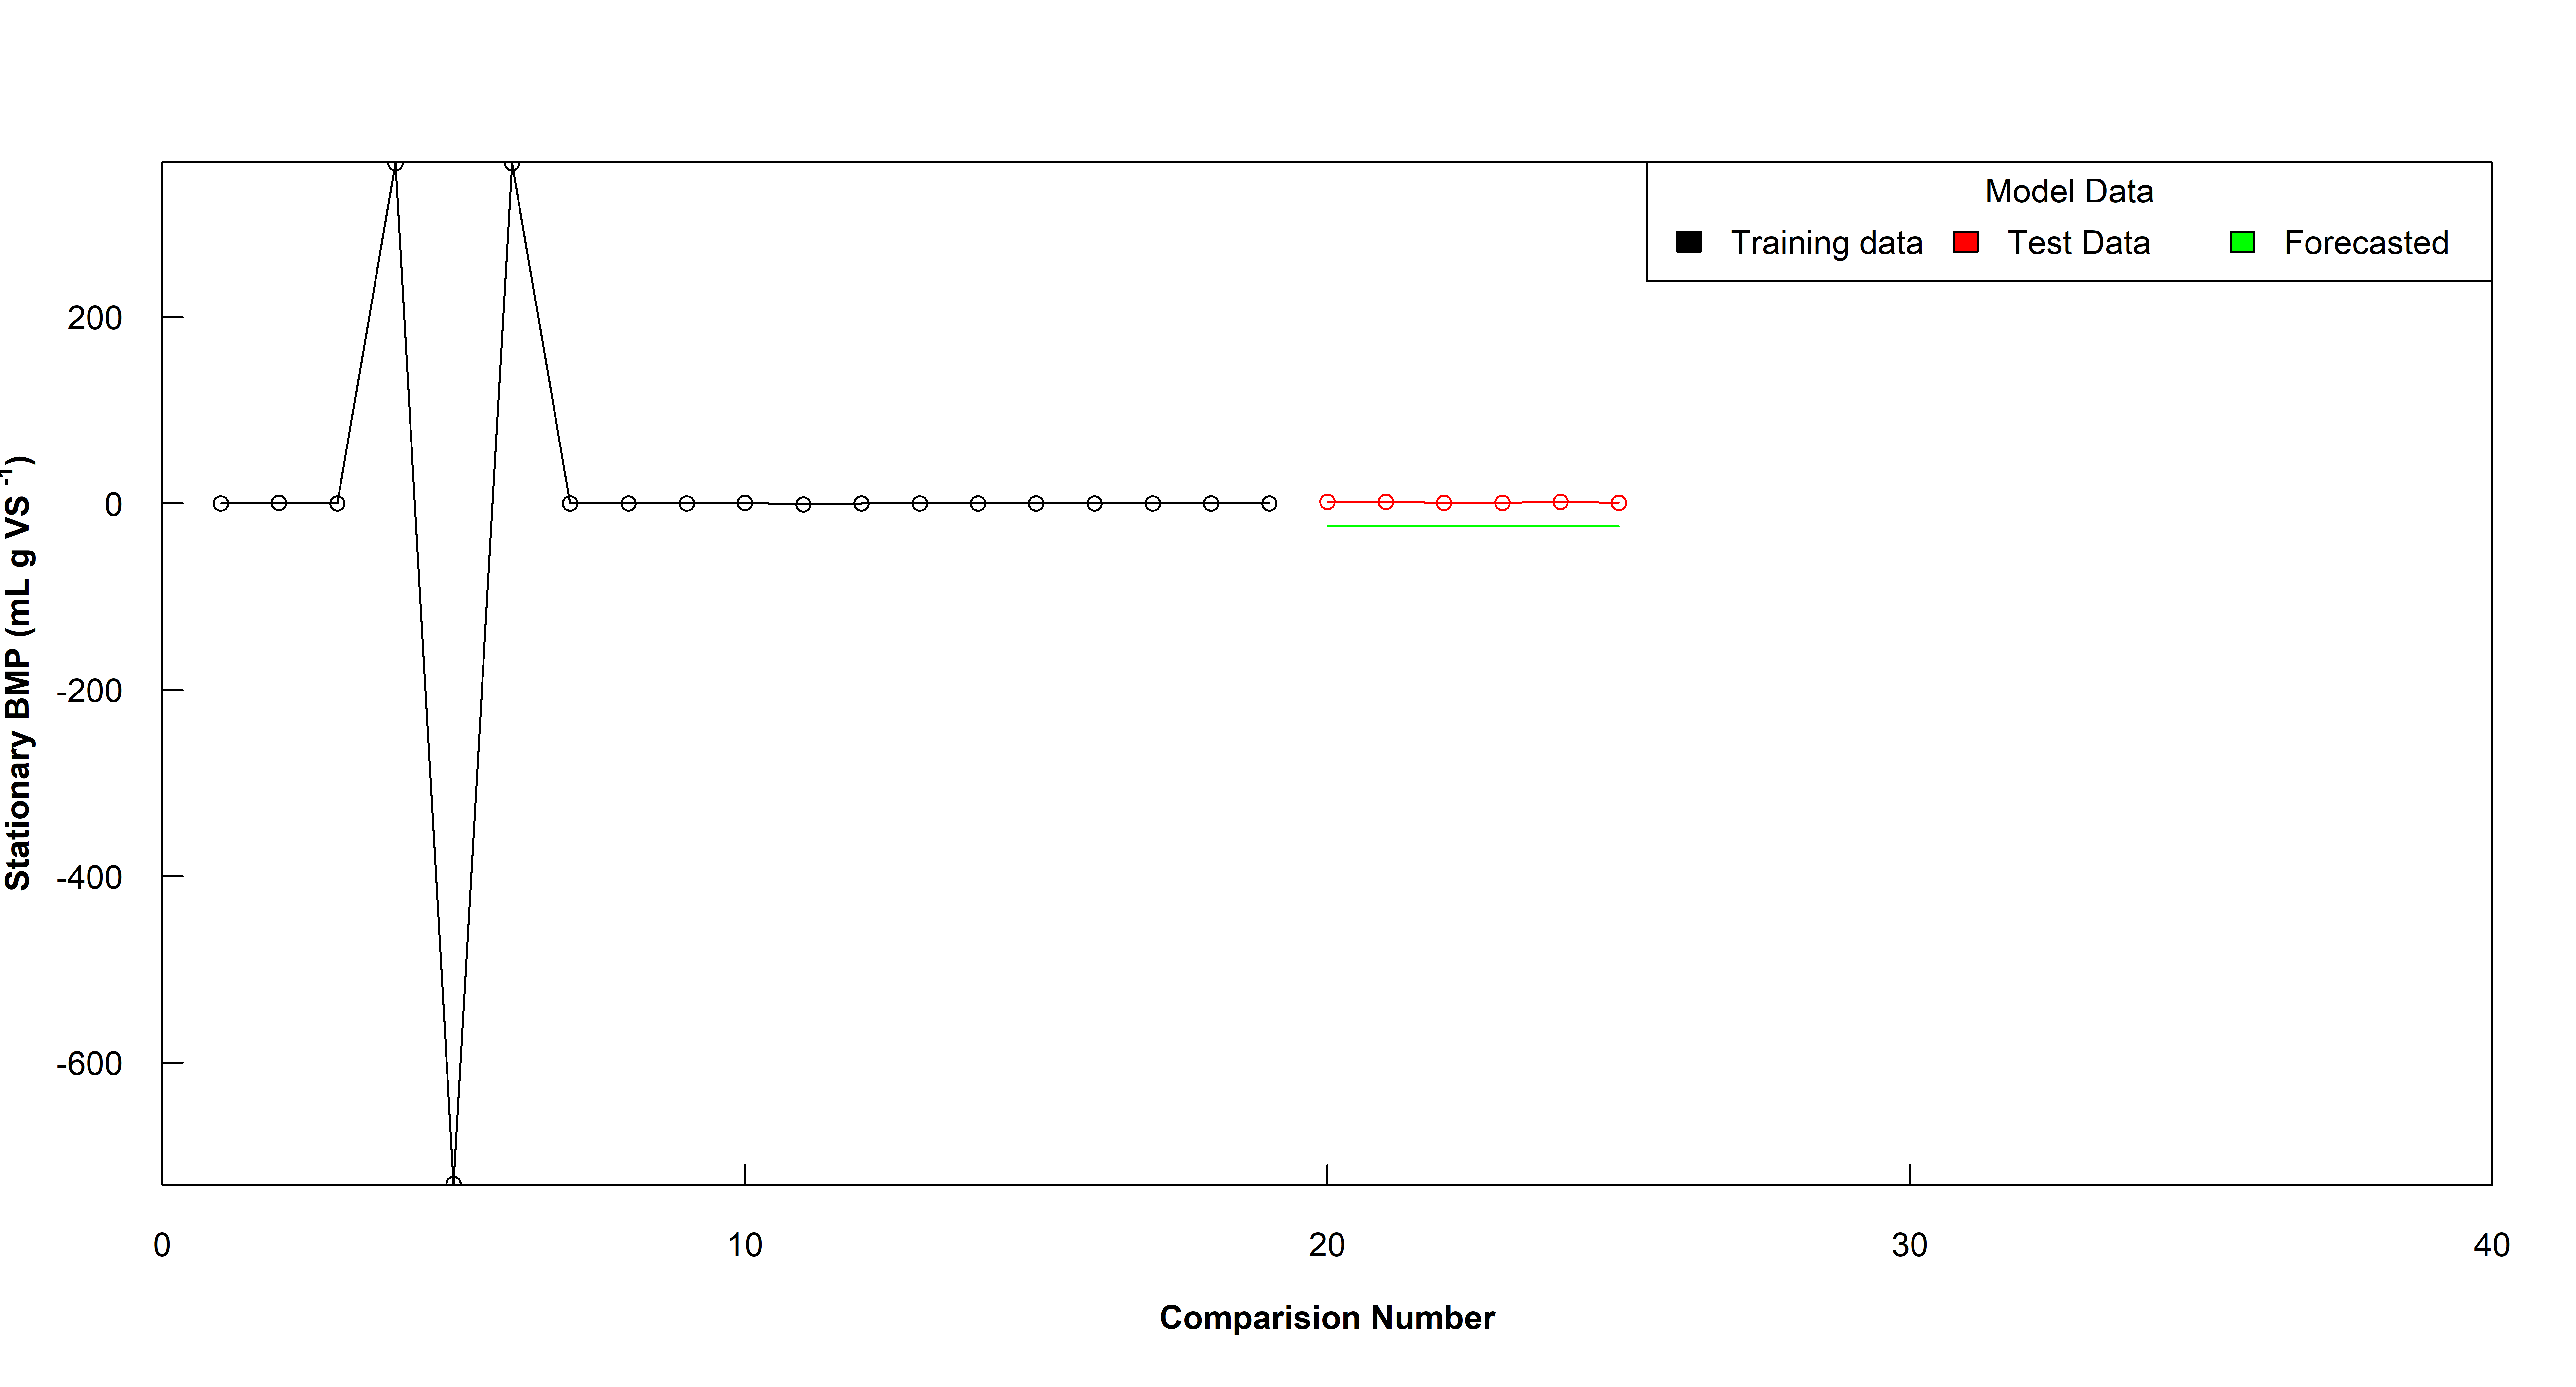 Model Data
Training data
Test Data
Forecasted
Stationary BMP (mL g VS -1)
200
0
-200
-400
-600
0
10
20
30
40
Comparision Number